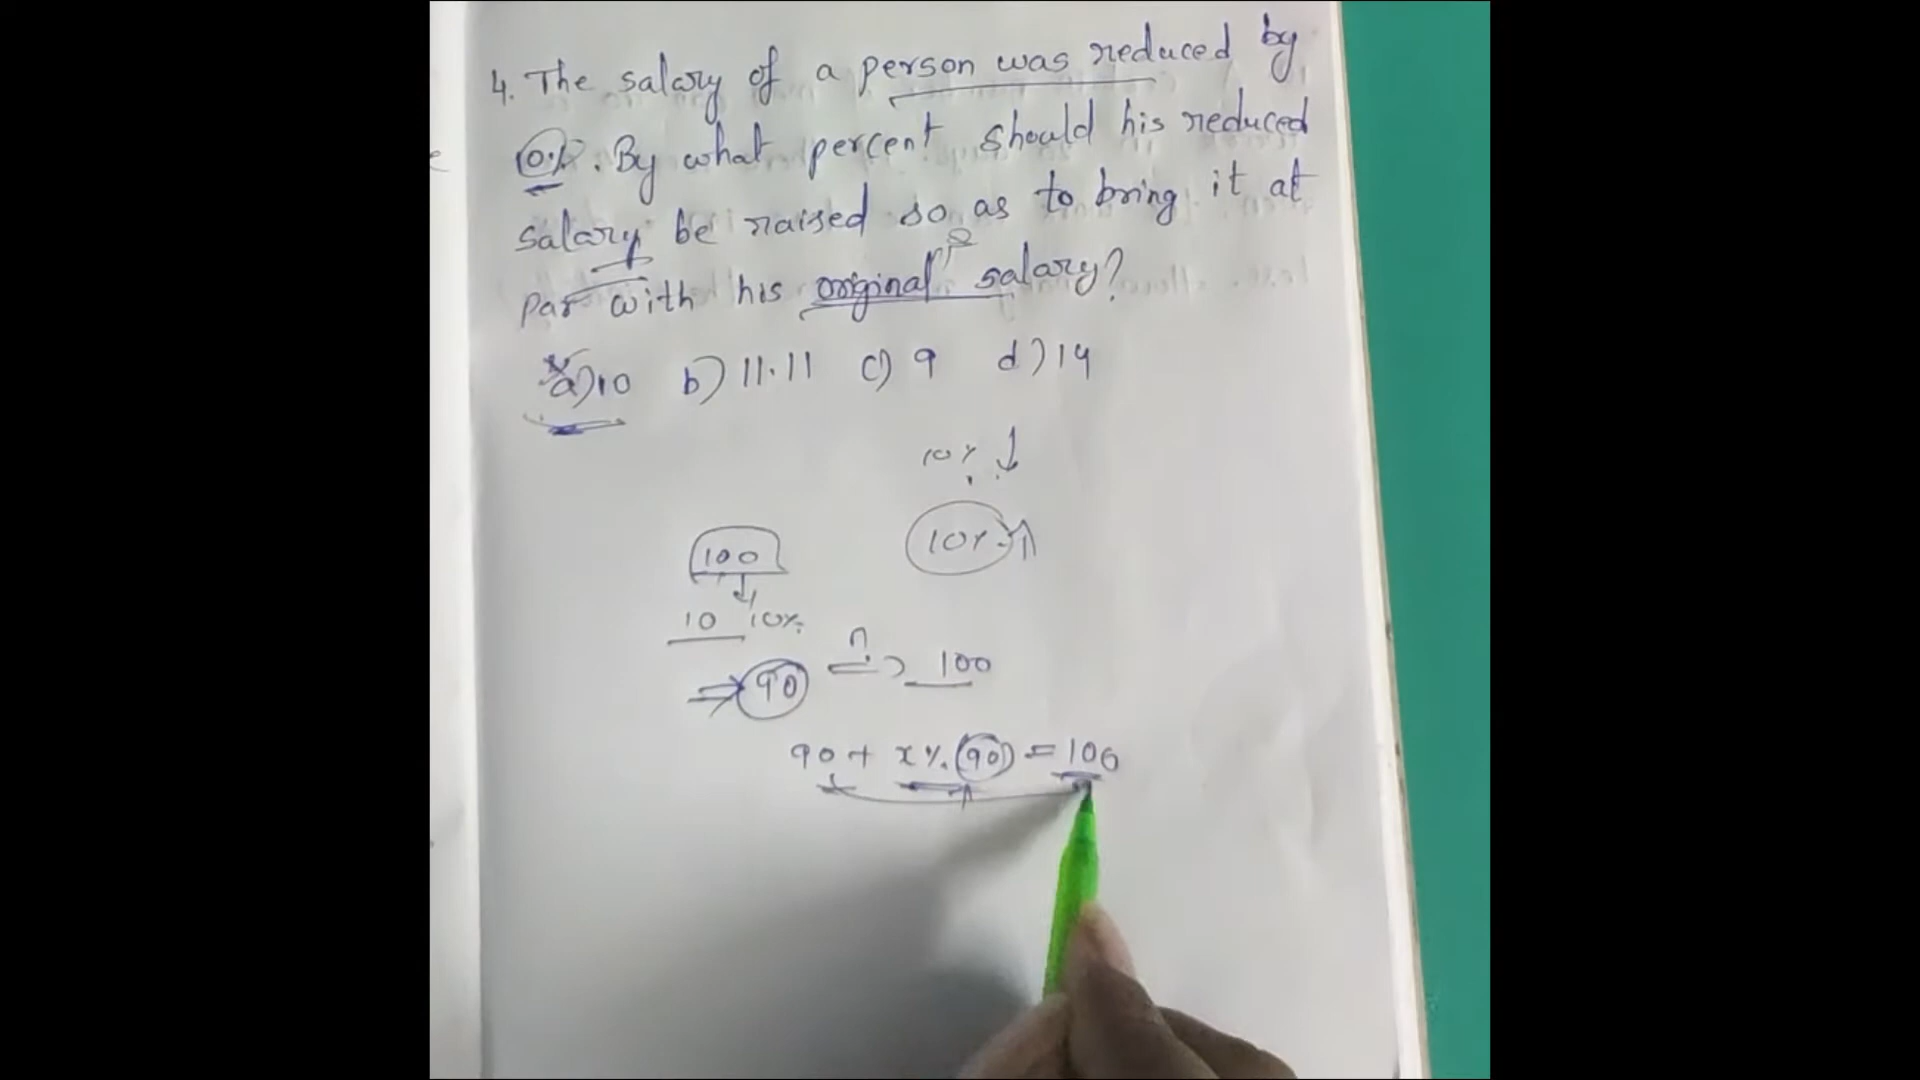 4. The salary of a person was reduced by
10%. By what percent should his reduced
salary be raised so as to bring it at
par with his original salary?
a) 10 b) 11.11 c) 9 d) 14
10% ↓
10% ↑
100
10 10%
⇒ 90 ⇒ 100
90 + x% (90) = 100